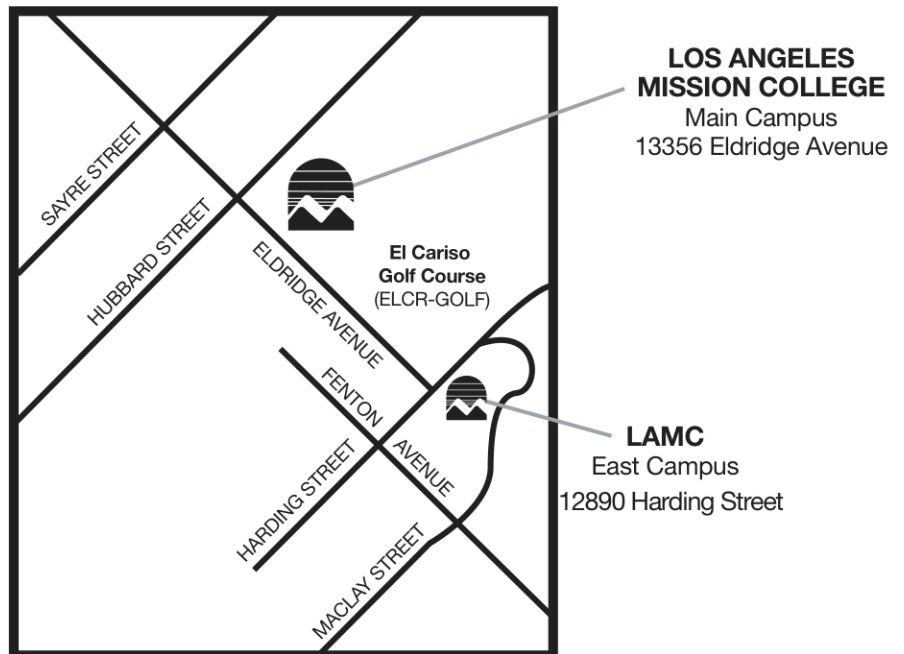 LOS ANGELES
MISSION COLLEGE
Main Campus
13356 Eldridge Avenue
SAYRE STREET
HUBBARD STREET
ELDRIDGE AVENUE
El Cariso
Golf Course
(ELCR-GOLF)
FENTON
AVENUE
HARDING STREET
MACLAY STREET
LAMC
East Campus
12890 Harding Street